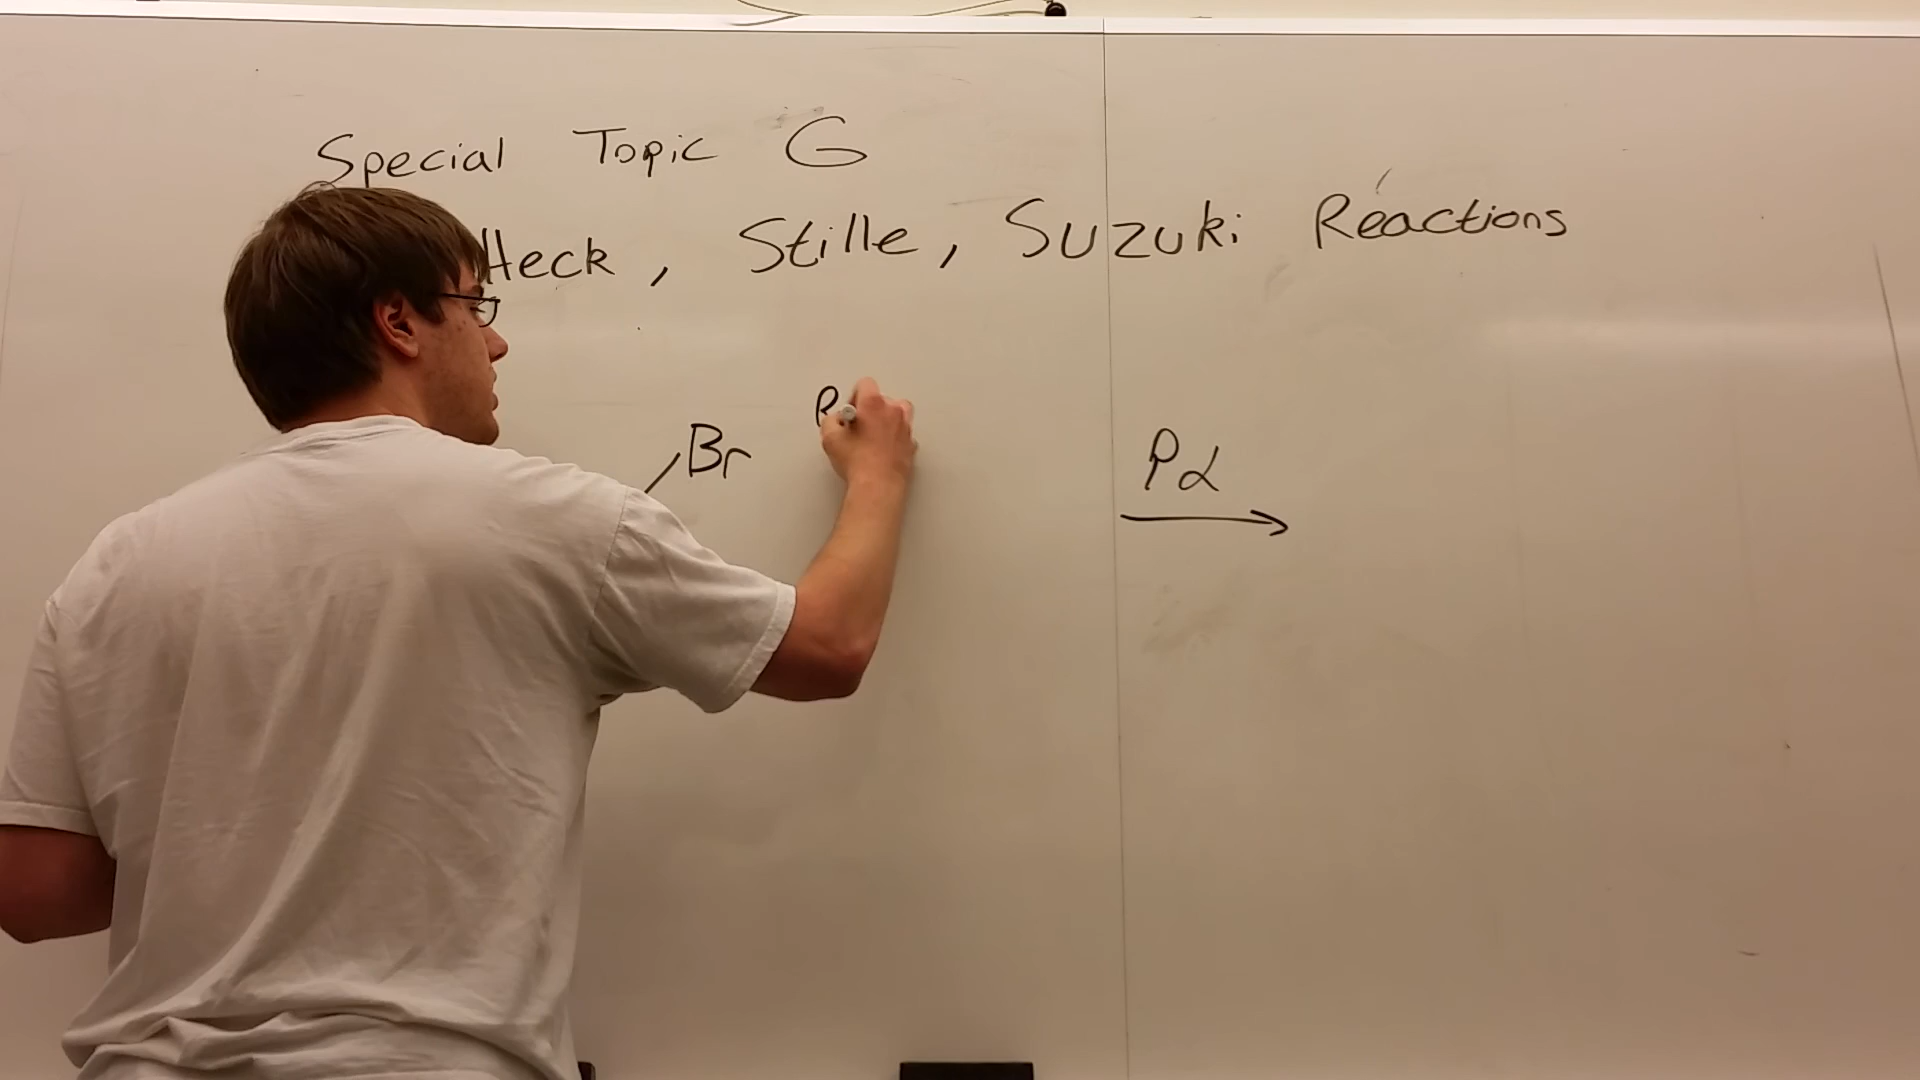 Special Topic G
Heck, Stille, Suzuki Reactions
Br
Pd